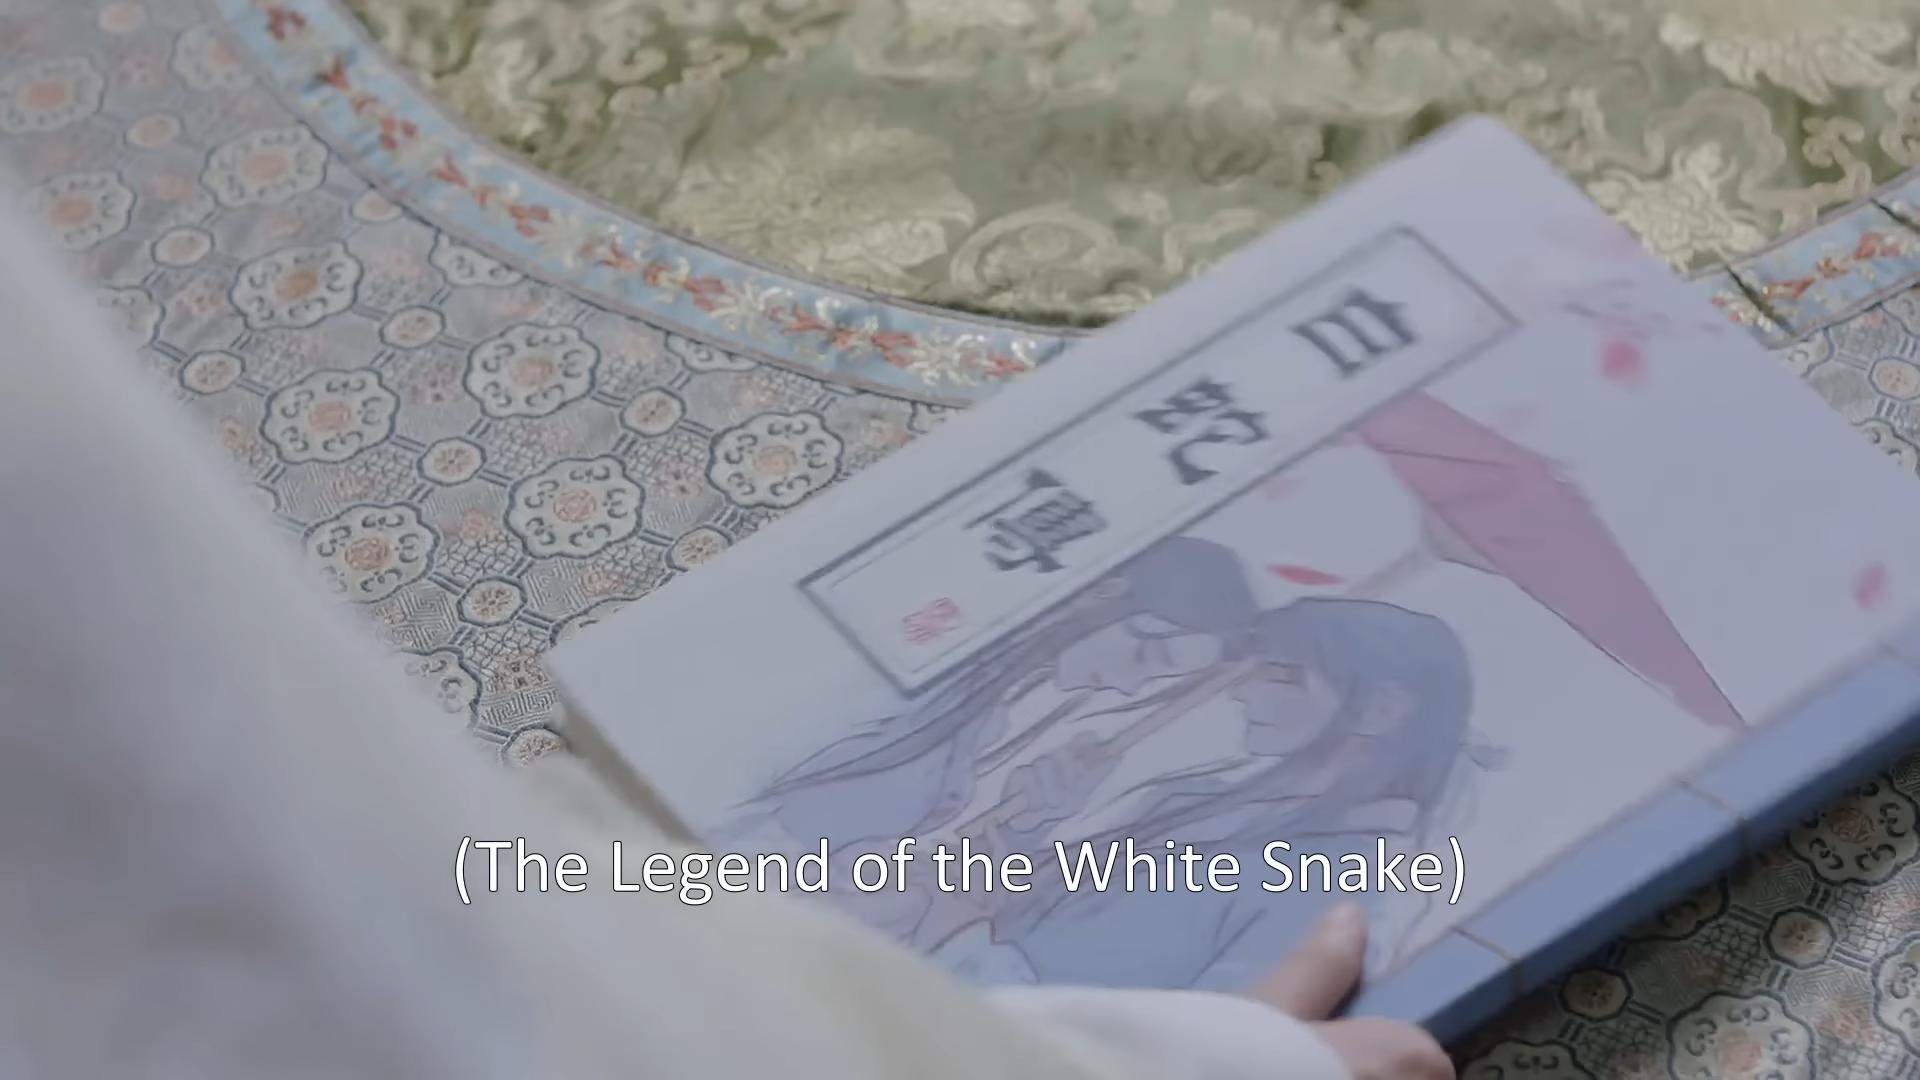 白蛇傳
(The Legend of the White Snake)